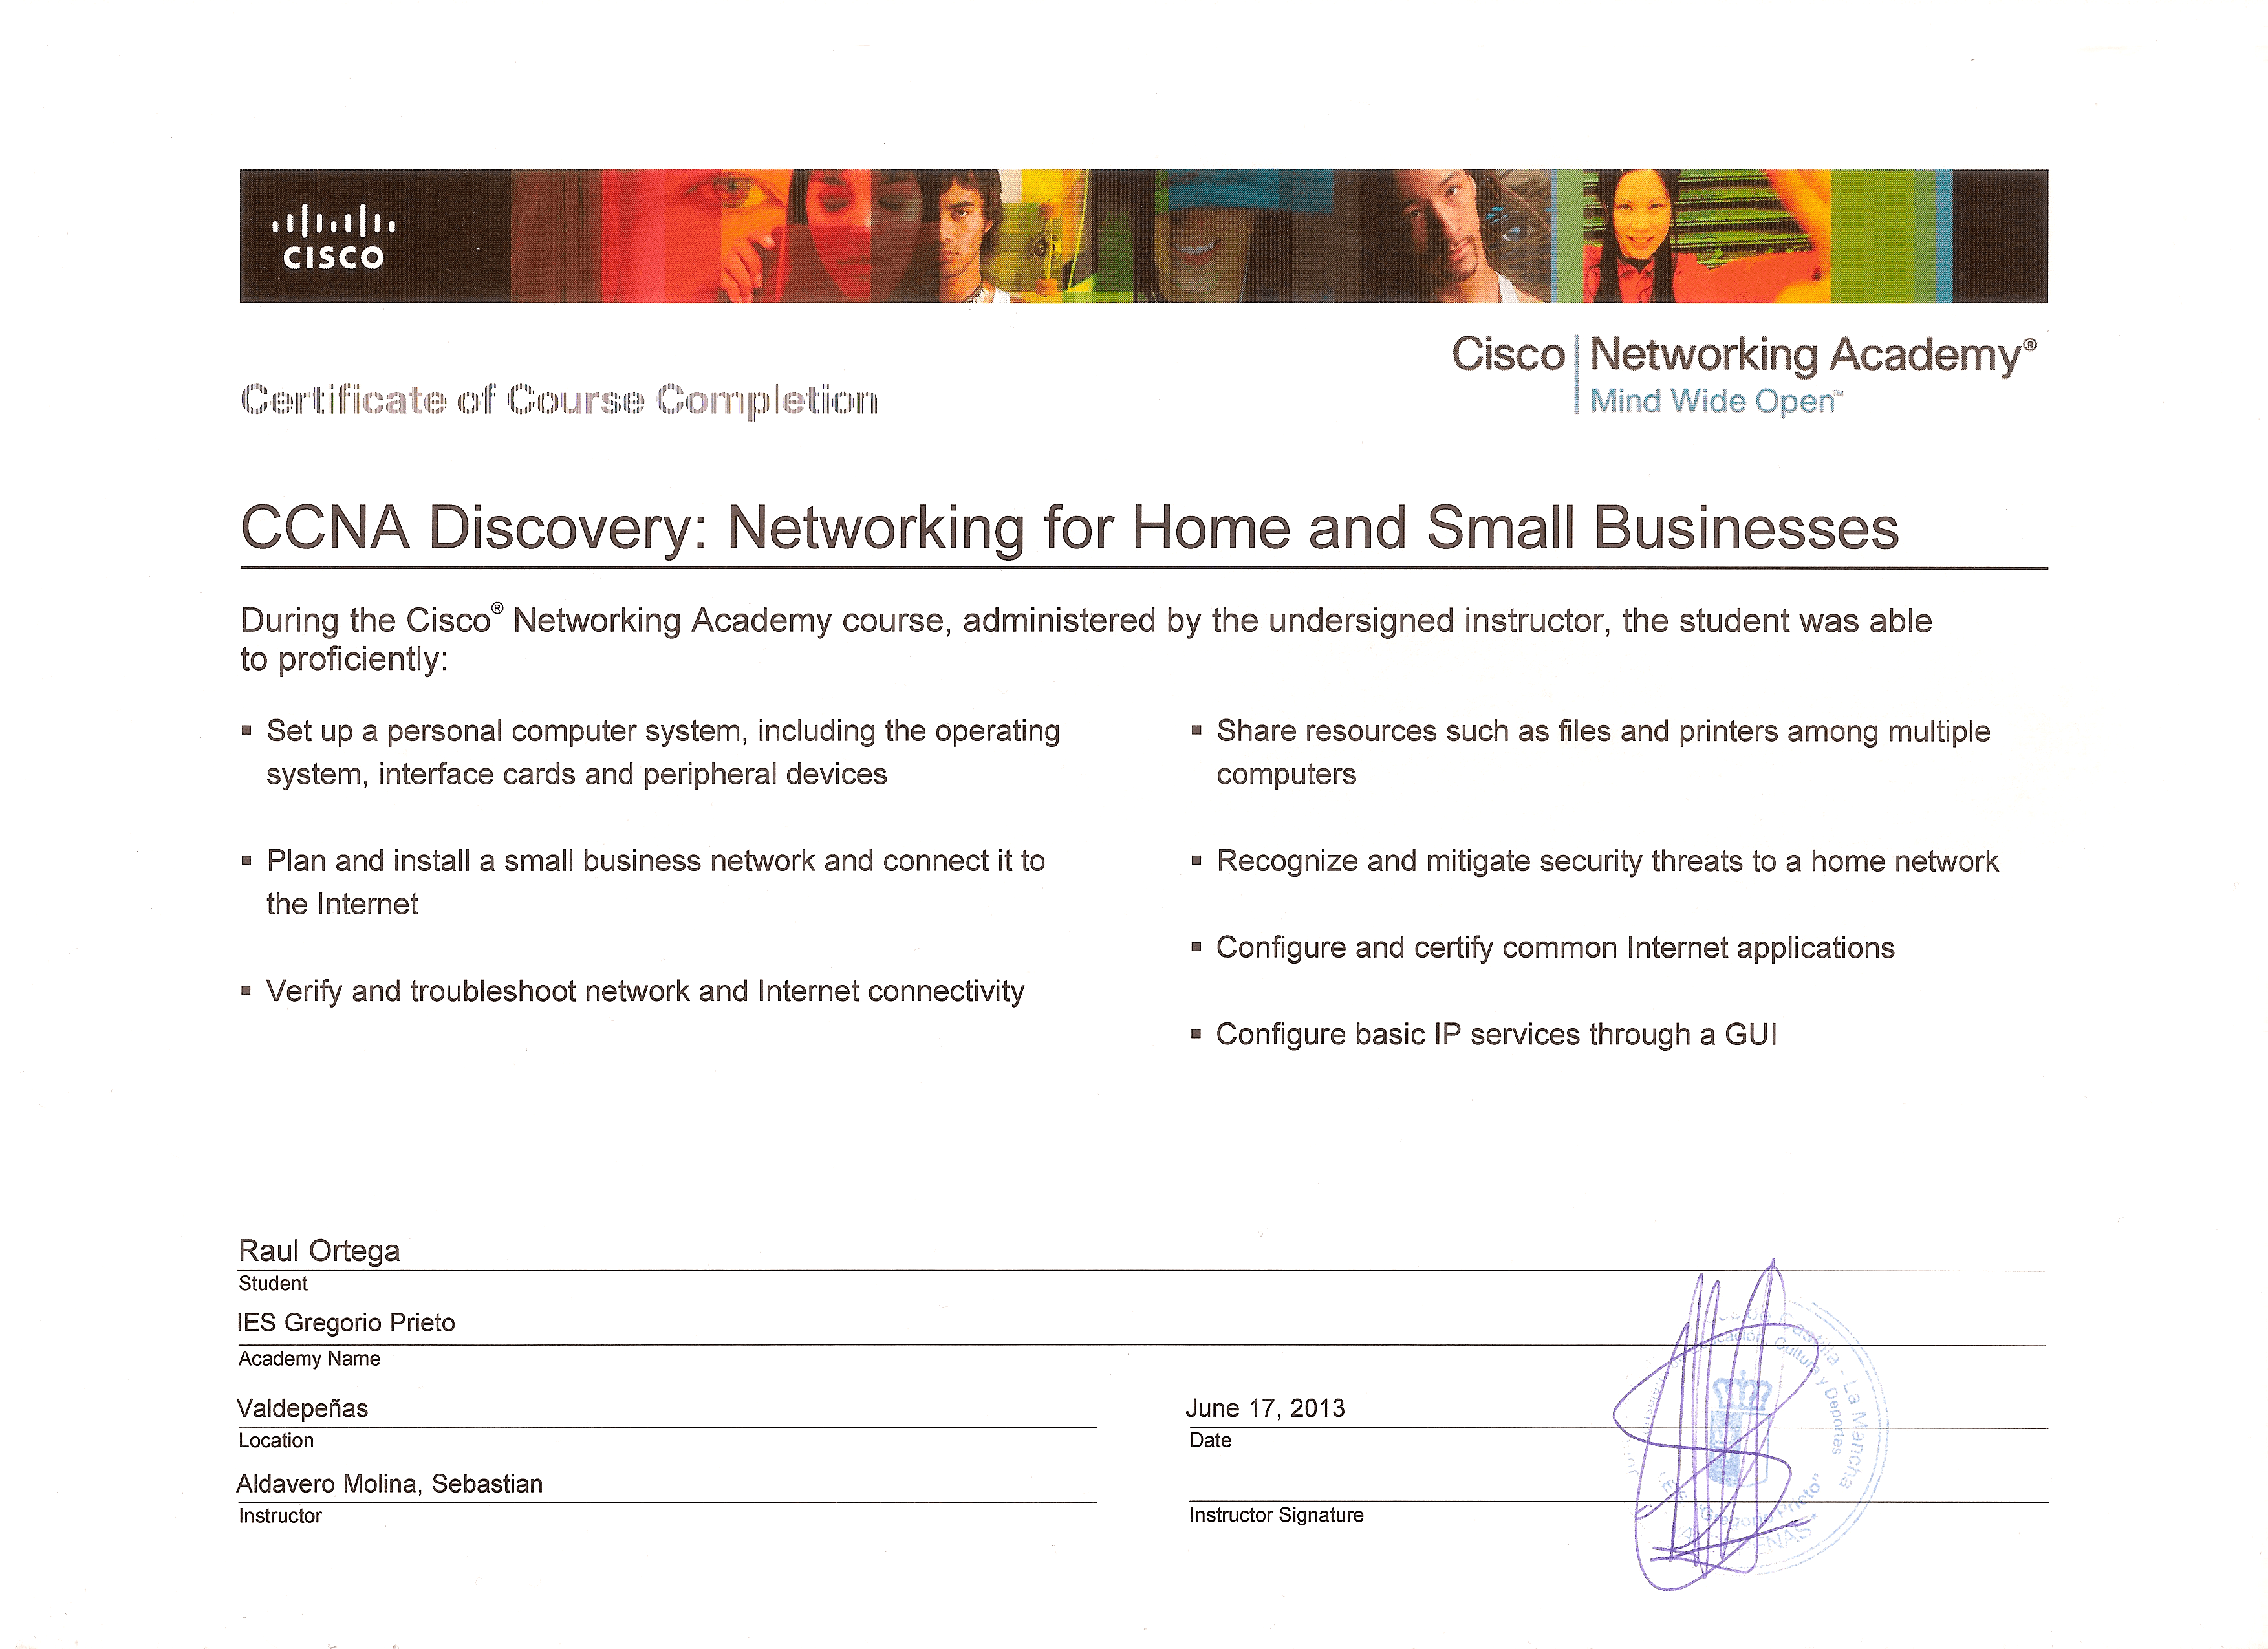 CISCO
Cisco Networking Academy®
Mind Wide Open™
Certificate of Course Completion
CCNA Discovery: Networking for Home and Small Businesses
During the Cisco® Networking Academy course, administered by the undersigned instructor, the student was able
to proficiently:
▪ Set up a personal computer system, including the operating
system, interface cards and peripheral devices
▪ Plan and install a small business network and connect it to
the Internet
▪ Verify and troubleshoot network and Internet connectivity
▪ Share resources such as files and printers among multiple
computers
▪ Recognize and mitigate security threats to a home network
▪ Configure and certify common Internet applications
▪ Configure basic IP services through a GUI
Raul Ortega
Student
IES Gregorio Prieto
Academy Name
Valdepeñas
Location
June 17, 2013
Date
Aldavero Molina, Sebastian
Instructor
Instructor Signature
Castilla - La Mancha
Cultura y Deportes
Gregorio Prieto"